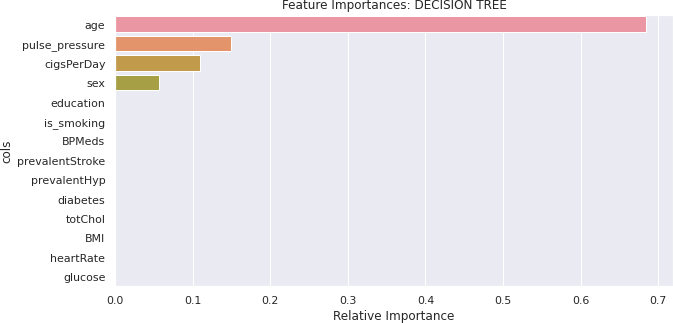 Feature Importances: DECISION TREE
cols
age
pulse_pressure
cigsPerDay
sex
education
is_smoking
BPMeds
prevalentStroke
prevalentHyp
diabetes
totChol
BMI
heartRate
glucose
0.0 0.1 0.2 0.3 0.4 0.5 0.6 0.7
Relative Importance